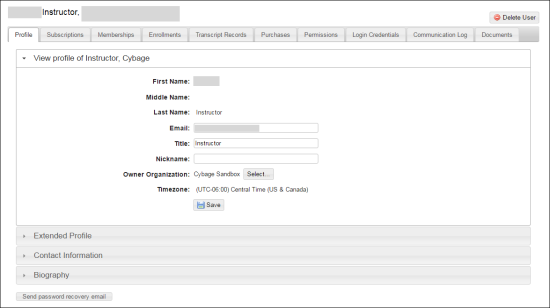 Instructor,
Delete User
Profile Subscriptions Memberships Enrollments Transcript Records Purchases Permissions Login Credentials Communication Log Documents
View profile of Instructor, Cybage
First Name:
Middle Name:
Last Name: Instructor
Email:
Title: Instructor
Nickname:
Owner Organization: Cybage Sandbox Select...
Timezone: (UTC-06:00) Central Time (US & Canada)
Save
Extended Profile
Contact Information
Biography
Send password recovery email